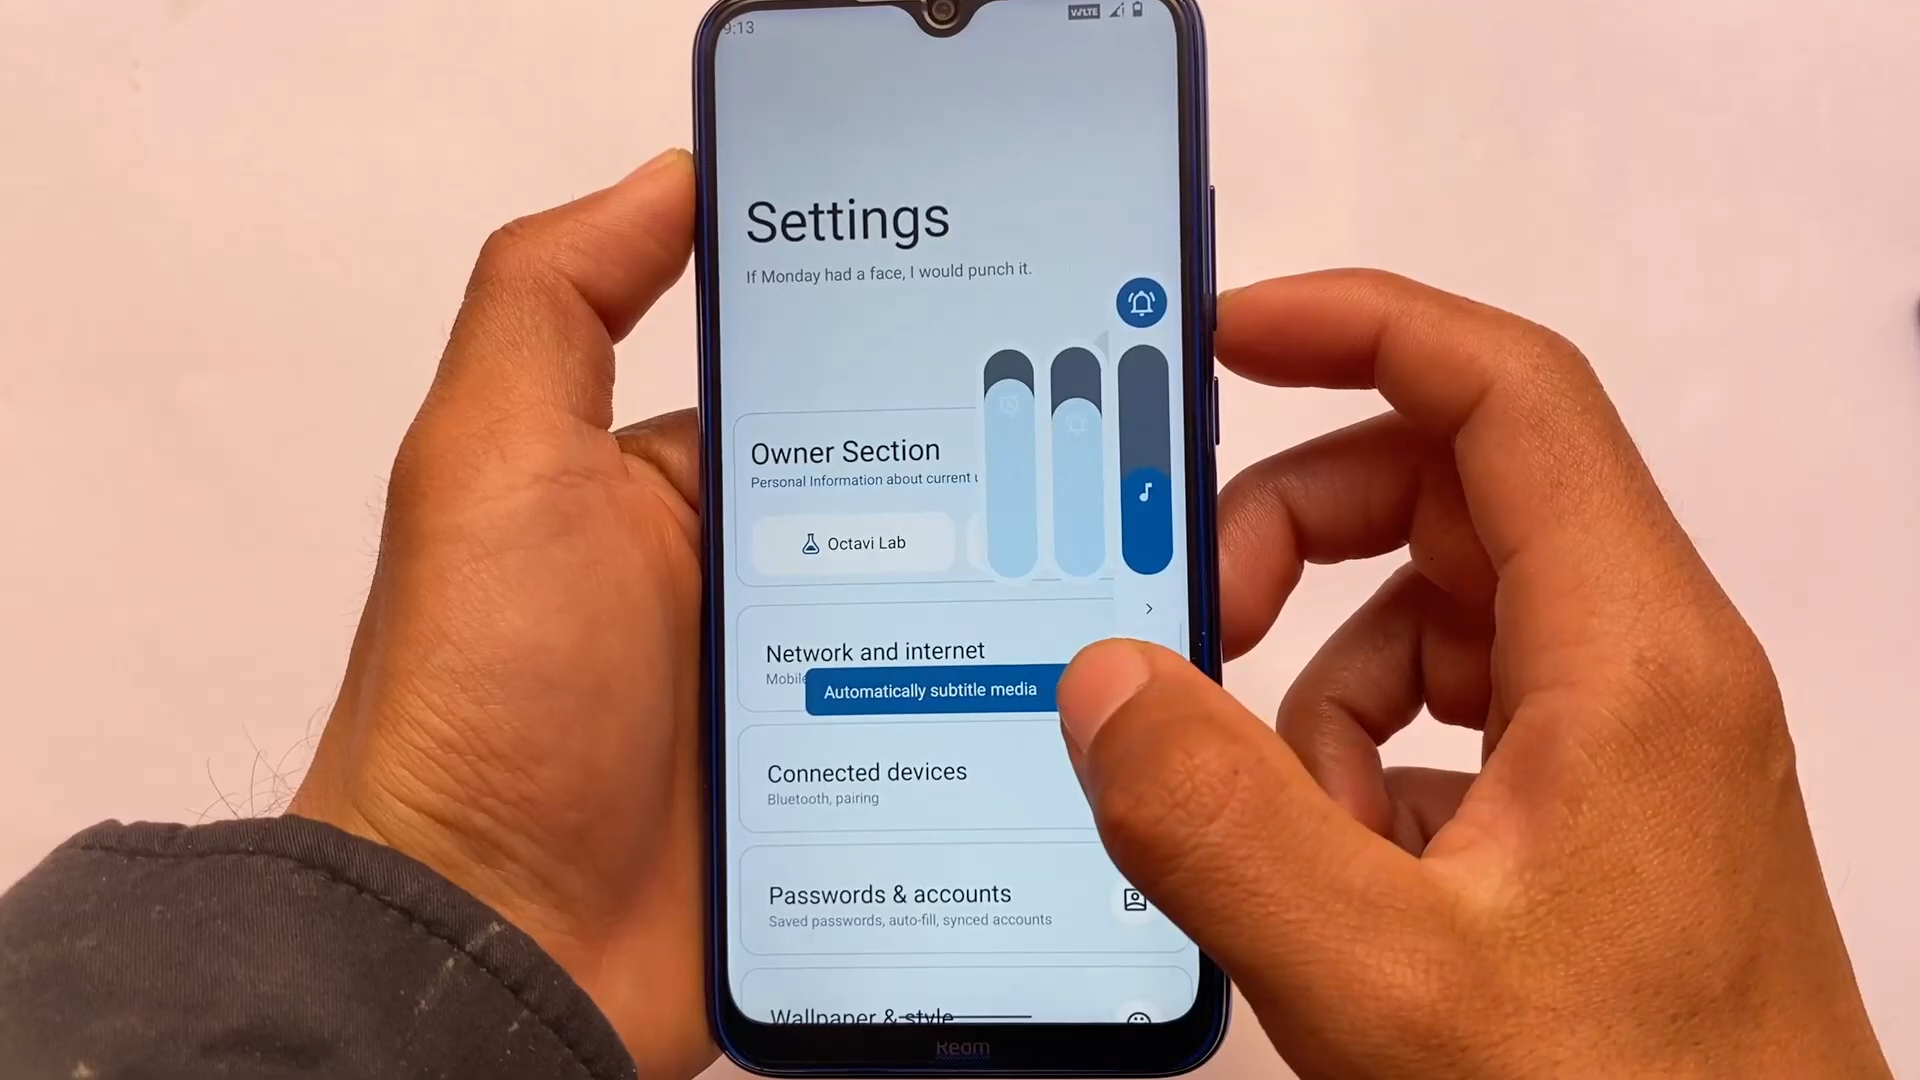 9:13
VoLTE
Settings
If Monday had a face, I would punch it.
Owner Section
Personal Information about current
Octavi Lab
Network and internet
Mobile
Automatically subtitle media
Connected devices
Bluetooth, pairing
Passwords & accounts
Saved passwords, auto-fill, synced accounts
Wallpaper & style
Redm